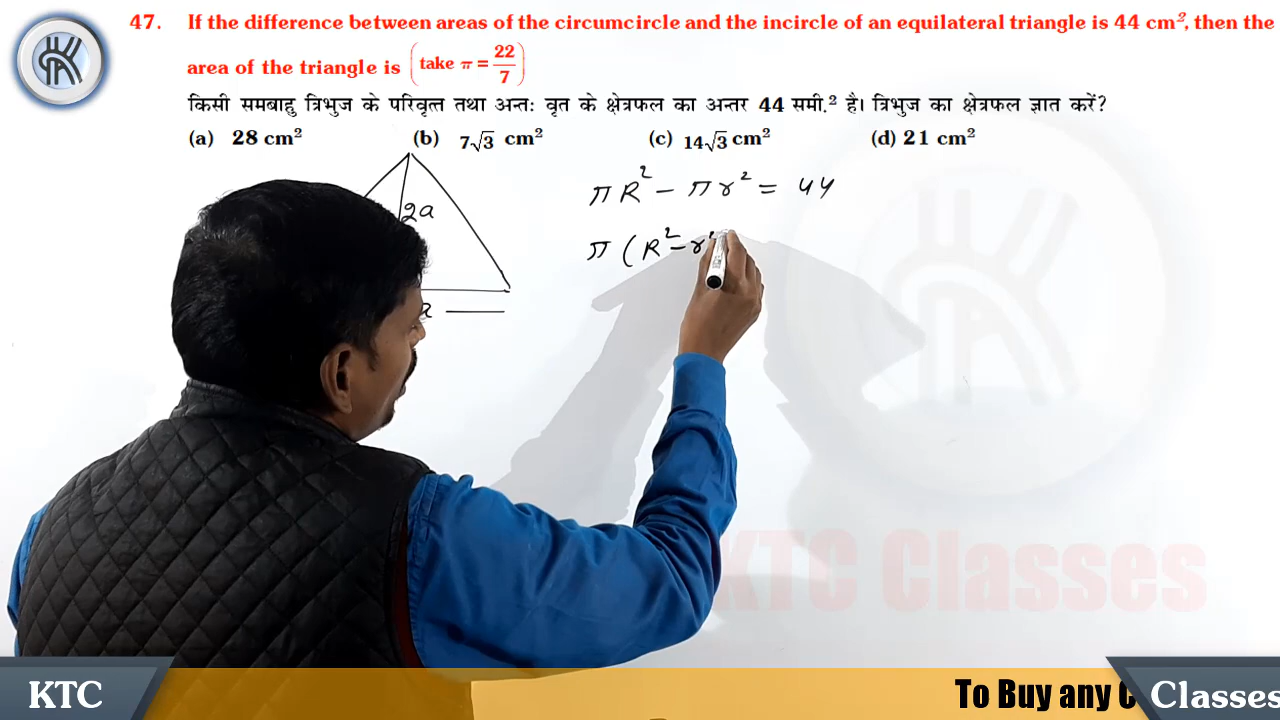 47. If the difference between areas of the circumcircle and the incircle of an equilateral triangle is 44 cm², then the
area of the triangle is (take π = 22/7)
किसी समबाहु त्रिभुज के परिवृत्त तथा अन्त: वृत के क्षेत्रफल का अन्तर 44 समी.² है। त्रिभुज का क्षेत्रफल ज्ञात करें?
(a) 28 cm² (b) 7√3 cm² (c) 14√3 cm² (d) 21 cm²
πR² − πr² = 44
2a
π (R² − r²
KTC Classes
KTC
To Buy any C
Classes